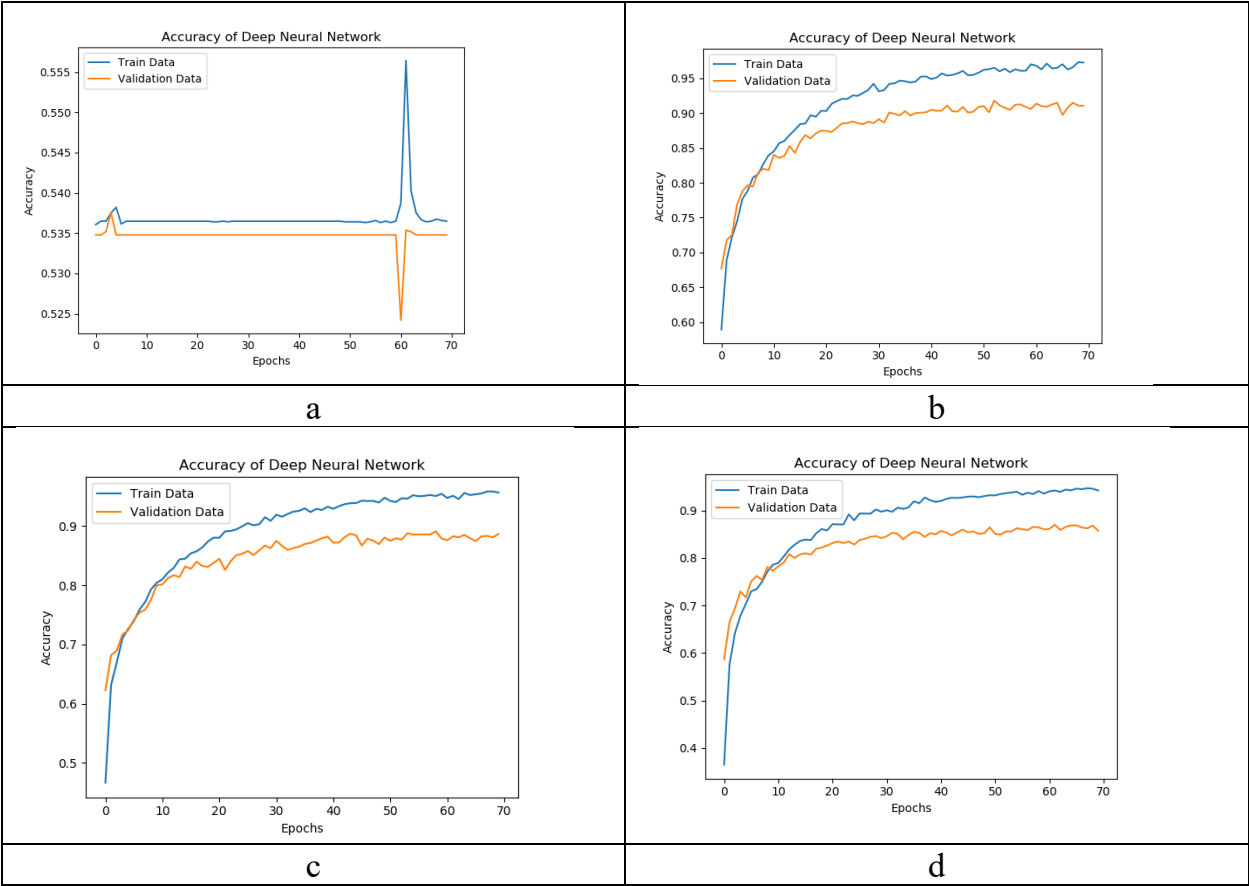 Accuracy of Deep Neural Network
Train Data
Validation Data
0.555
0.550
0.545
0.540
0.535
0.530
0.525
Accuracy
0 10 20 30 40 50 60 70
Epochs
a
Accuracy of Deep Neural Network
Train Data
Validation Data
0.95
0.90
0.85
0.80
0.75
0.70
0.65
0.60
Accuracy
0 10 20 30 40 50 60 70
Epochs
b
Accuracy of Deep Neural Network
Train Data
Validation Data
0.9
0.8
0.7
0.6
0.5
Accuracy
0 10 20 30 40 50 60 70
Epochs
c
Accuracy of Deep Neural Network
Train Data
Validation Data
0.9
0.8
0.7
0.6
0.5
0.4
Accuracy
0 10 20 30 40 50 60 70
Epochs
d